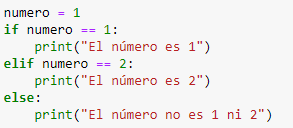 numero = 1
if numero == 1:
    print("El número es 1")
elif numero == 2:
    print("El número es 2")
else:
    print("El número no es 1 ni 2")